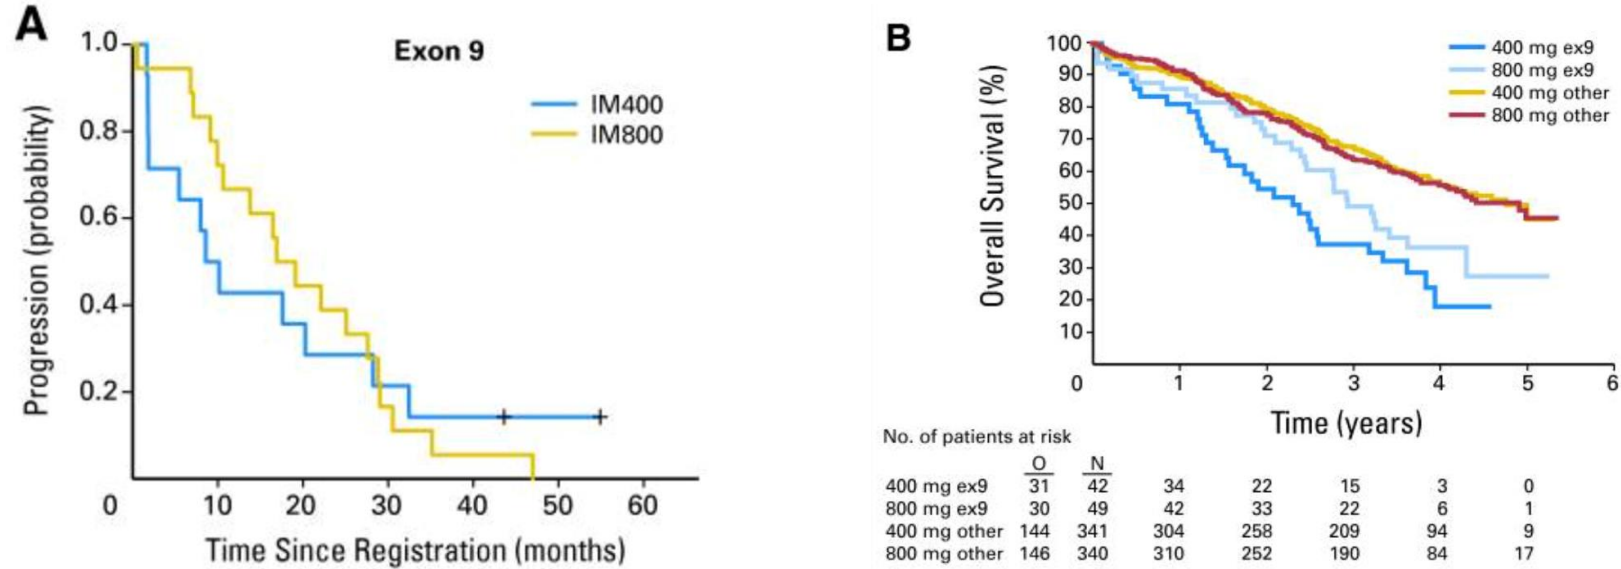 A
Exon 9
IM400
IM800
Progression (probability)
1.0
0.8
0.6
0.4
0.2
0 10 20 30 40 50 60
Time Since Registration (months)
B
400 mg ex9
800 mg ex9
400 mg other
800 mg other
Overall Survival (%)
100
90
80
70
60
50
40
30
20
10
0 1 2 3 4 5 6
Time (years)
No. of patients at risk
O N
400 mg ex9 31 42 34 22 15 3 0
800 mg ex9 30 49 42 33 22 6 1
400 mg other 144 341 304 258 209 94 9
800 mg other 146 340 310 252 190 84 17